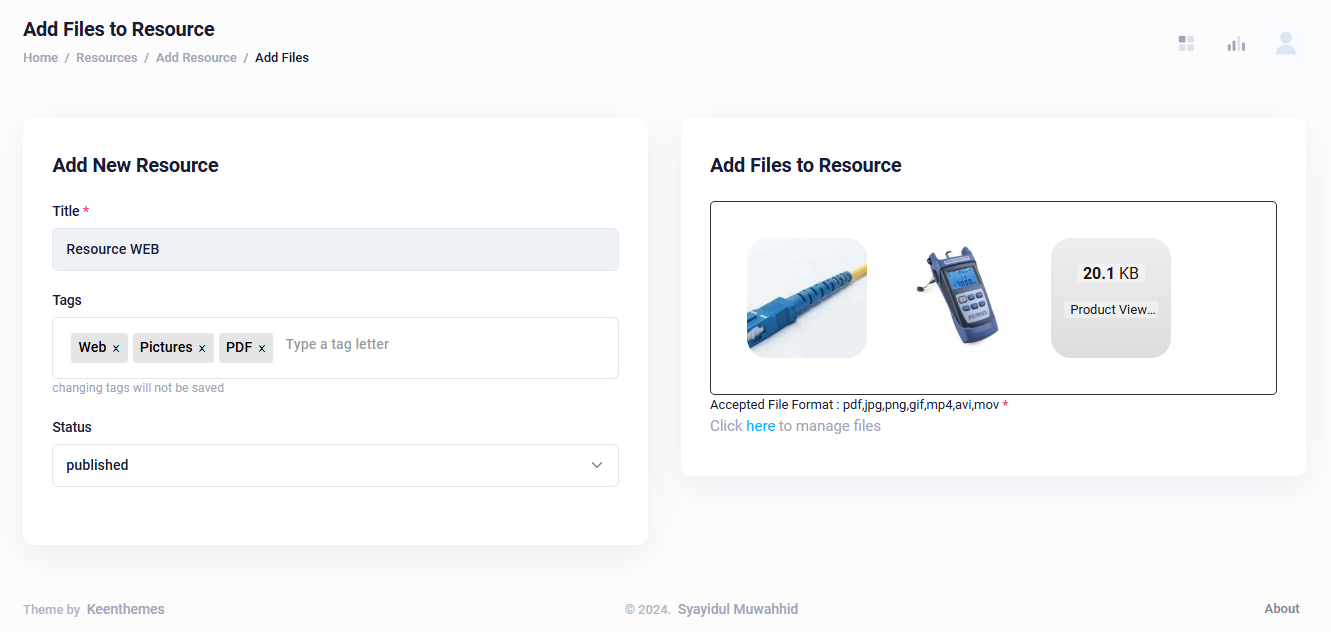 Add Files to Resource
Home / Resources / Add Resource / Add Files
Add New Resource
Title *
Resource WEB
Tags
Web × Pictures × PDF × Type a tag letter
changing tags will not be saved
Status
published
Add Files to Resource
20.1 KB
Product View...
Accepted File Format : pdf,jpg,png,gif,mp4,avi,mov *
Click here to manage files
Theme by Keenthemes
© 2024. Syayidul Muwahhid
About